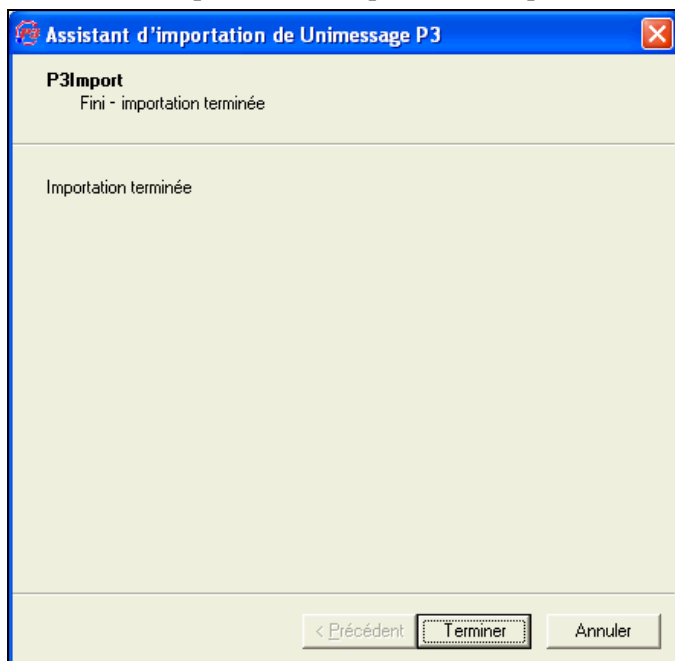 Assistant d'importation de Unimessage P3
P3Import
Fini - importation terminée
Importation terminée
< Précédent Terminer Annuler